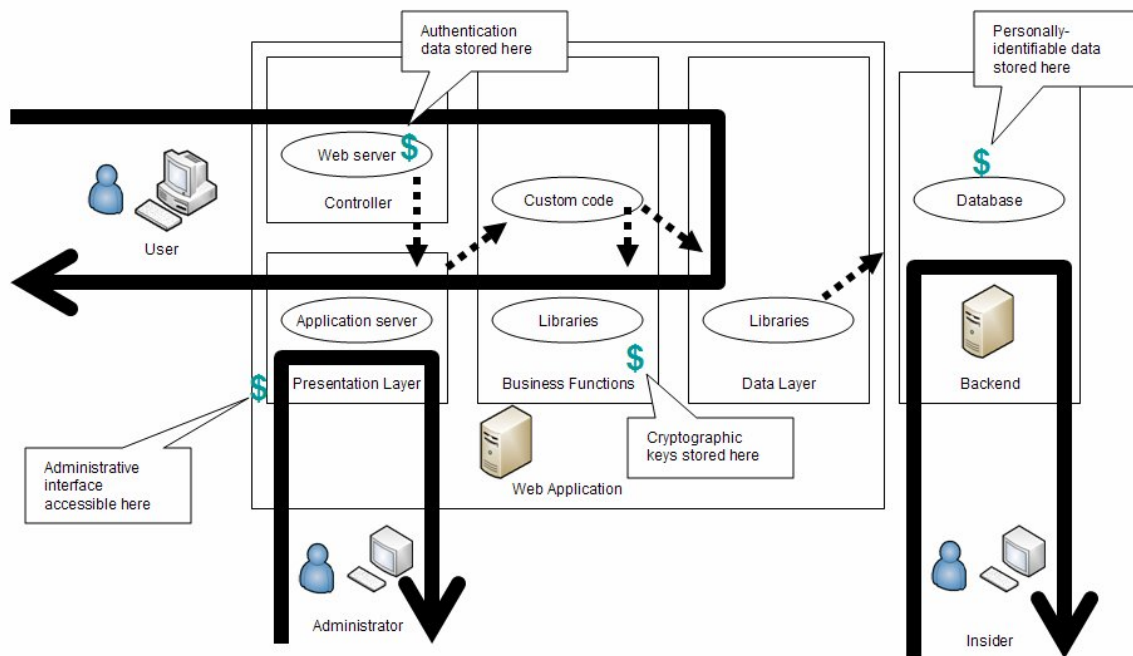 Authentication
data stored here
Personally-
identifiable data
stored here
$
Web server
Controller
$
Custom code
Database
User
Application server
Libraries
Libraries
$
Presentation Layer
$
Business Functions
Data Layer
Backend
Administrative
interface
accessible here
Cryptographic
keys stored here
Web Application
Administrator
Insider